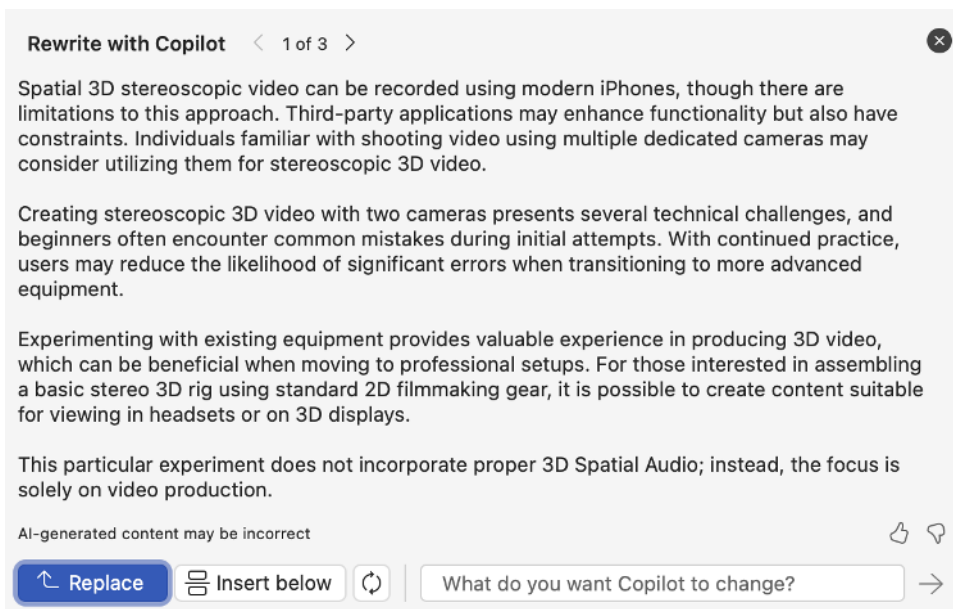 Rewrite with Copilot < 1 of 3 >
Spatial 3D stereoscopic video can be recorded using modern iPhones, though there are
limitations to this approach. Third-party applications may enhance functionality but also have
constraints. Individuals familiar with shooting video using multiple dedicated cameras may
consider utilizing them for stereoscopic 3D video.
Creating stereoscopic 3D video with two cameras presents several technical challenges, and
beginners often encounter common mistakes during initial attempts. With continued practice,
users may reduce the likelihood of significant errors when transitioning to more advanced
equipment.
Experimenting with existing equipment provides valuable experience in producing 3D video,
which can be beneficial when moving to professional setups. For those interested in assembling
a basic stereo 3D rig using standard 2D filmmaking gear, it is possible to create content suitable
for viewing in headsets or on 3D displays.
This particular experiment does not incorporate proper 3D Spatial Audio; instead, the focus is
solely on video production.
AI-generated content may be incorrect
Replace Insert below What do you want Copilot to change?